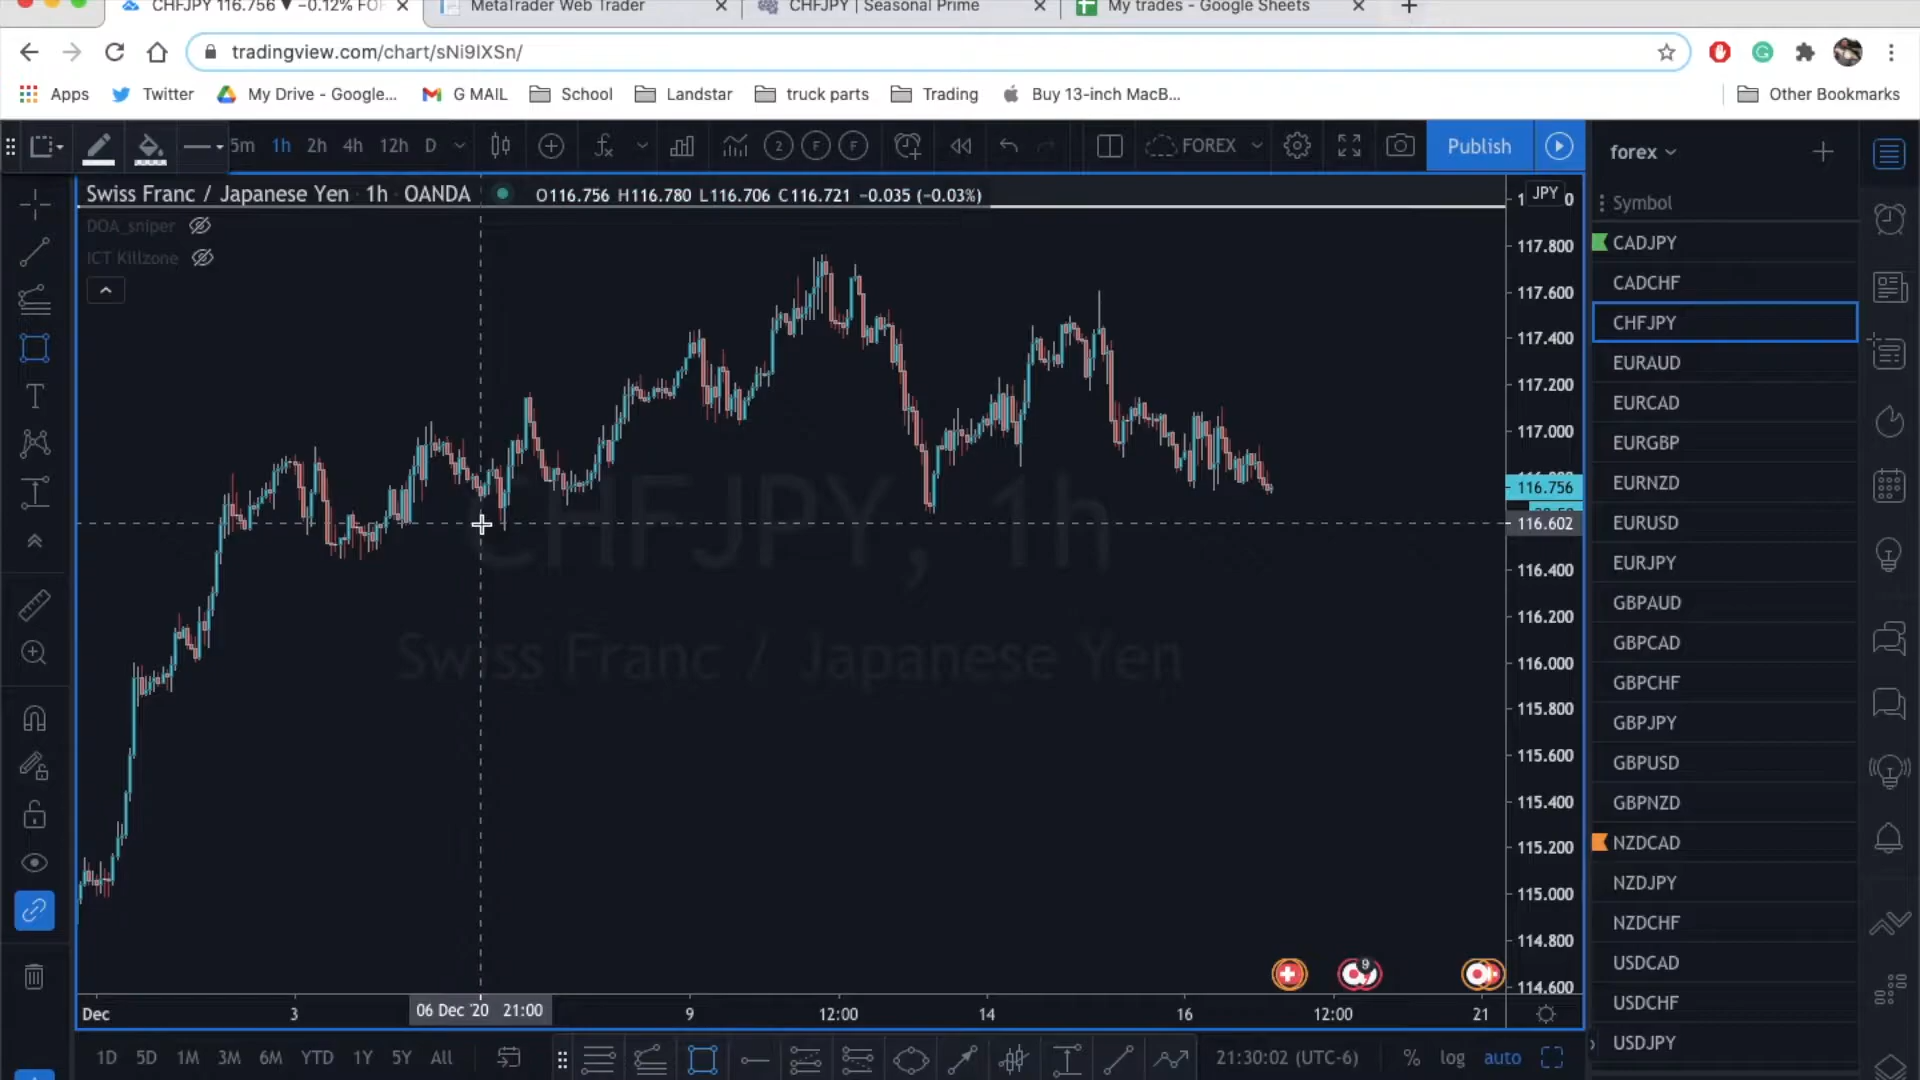 CHFJPY 116.756 ▼ −0.12% FOR
MetaTrader Web Trader
CHFJPY | Seasonal Prime
My trades - Google Sheets
tradingview.com/chart/sNi9IXSn/
Apps
Twitter
My Drive - Google...
G MAIL
School
Landstar
truck parts
Trading
Buy 13-inch MacB...
Other Bookmarks
5m 1h 2h 4h 12h D
2 F F
FOREX
Publish
forex
Swiss Franc / Japanese Yen · 1h · OANDA
O116.756 H116.780 L116.706 C116.721 −0.035 (−0.03%)
JPY
DOA_sniper
ICT Killzone
Symbol
CADJPY
CADCHF
CHFJPY
EURAUD
EURCAD
EURGBP
EURNZD
EURUSD
EURJPY
GBPAUD
GBPCAD
GBPCHF
GBPJPY
GBPUSD
GBPNZD
NZDCAD
NZDJPY
NZDCHF
USDCAD
USDCHF
USDJPY
117.800
117.600
117.400
117.200
117.000
116.756
116.602
116.400
116.200
116.000
115.800
115.600
115.400
115.200
115.000
114.800
114.600
CHFJPY, 1h
Swiss Franc / Japanese Yen
9
Dec 3 06 Dec '20 21:00 9 12:00 14 16 12:00 21
1D 5D 1M 3M 6M YTD 1Y 5Y All
21:30:02 (UTC-6) % log auto